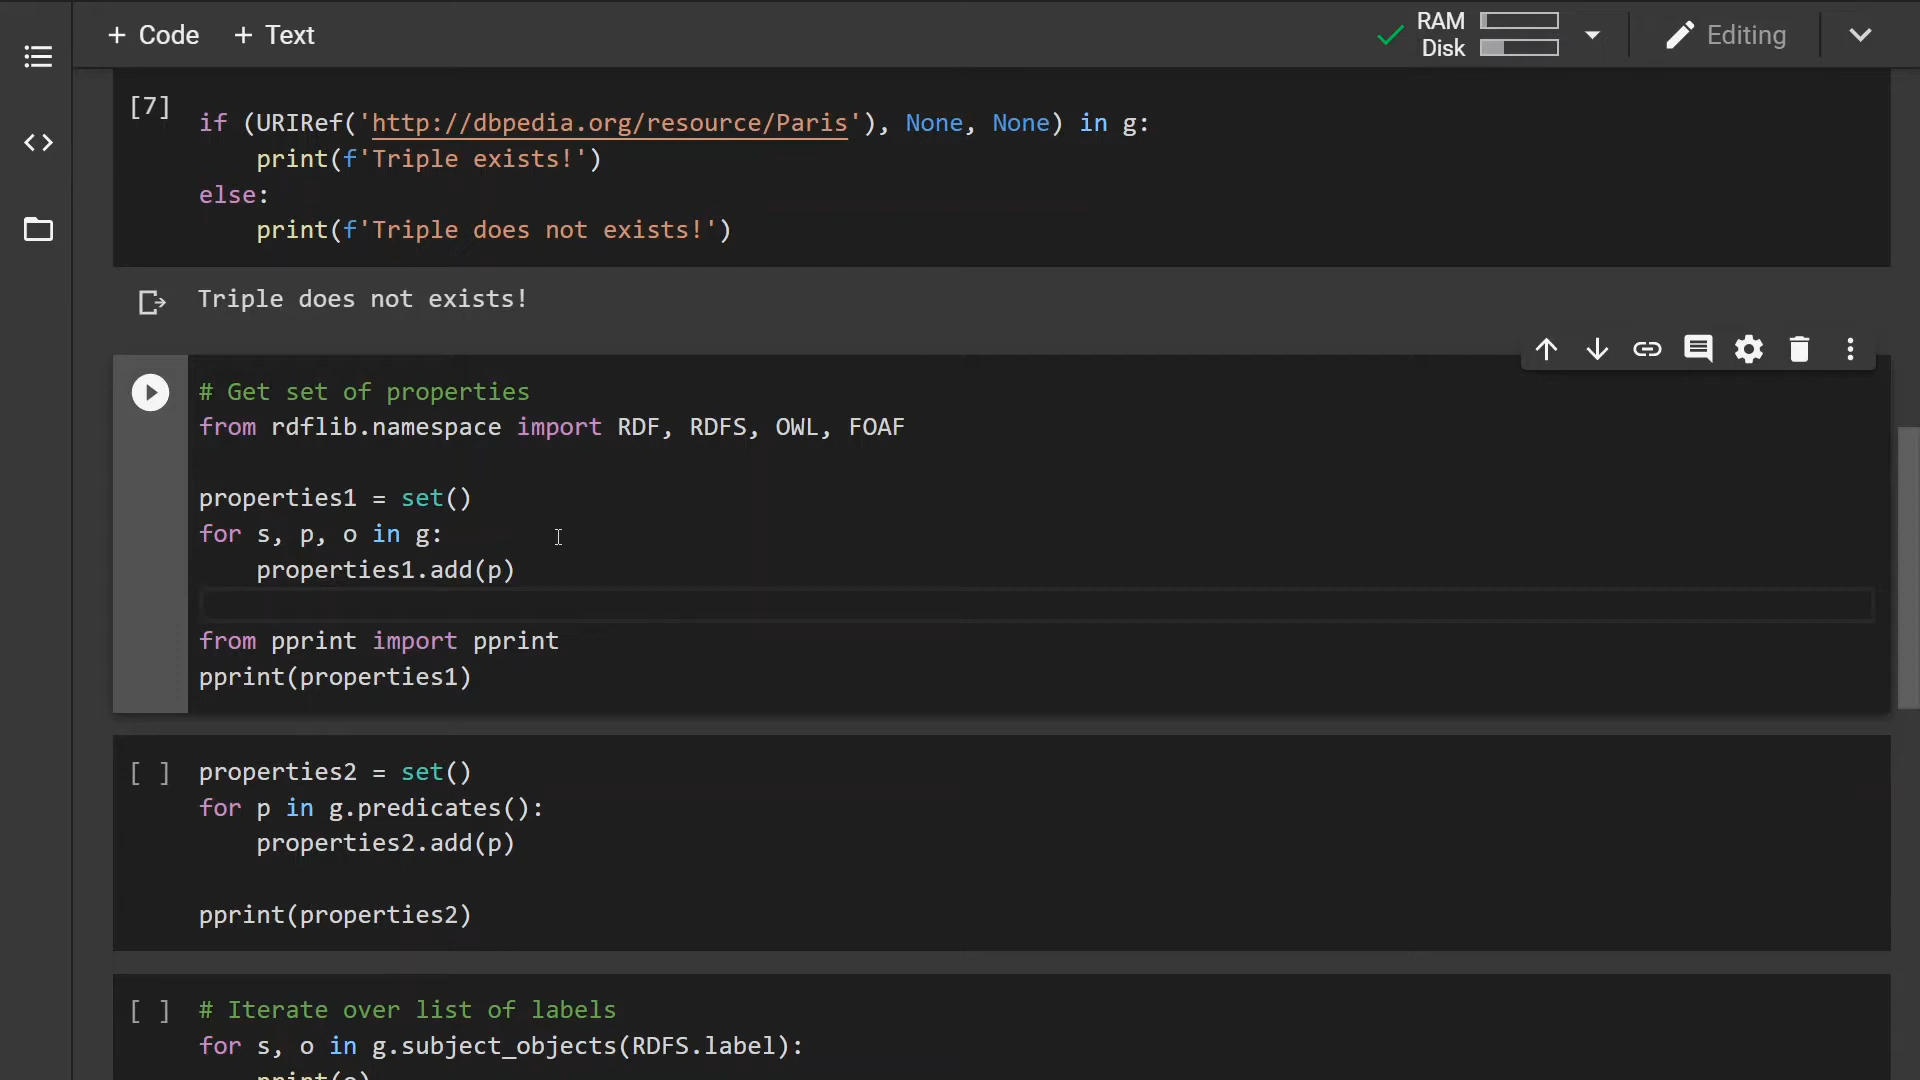 + Code + Text
RAM
Disk
Editing
[7]
if (URIRef('http://dbpedia.org/resource/Paris'), None, None) in g:
    print(f'Triple exists!')
else:
    print(f'Triple does not exists!')
Triple does not exists!
# Get set of properties
from rdflib.namespace import RDF, RDFS, OWL, FOAF
properties1 = set()
for s, p, o in g:
    properties1.add(p)
from pprint import pprint
pprint(properties1)
[ ] properties2 = set()
for p in g.predicates():
    properties2.add(p)
pprint(properties2)
[ ] # Iterate over list of labels
for s, o in g.subject_objects(RDFS.label):
    print(o)